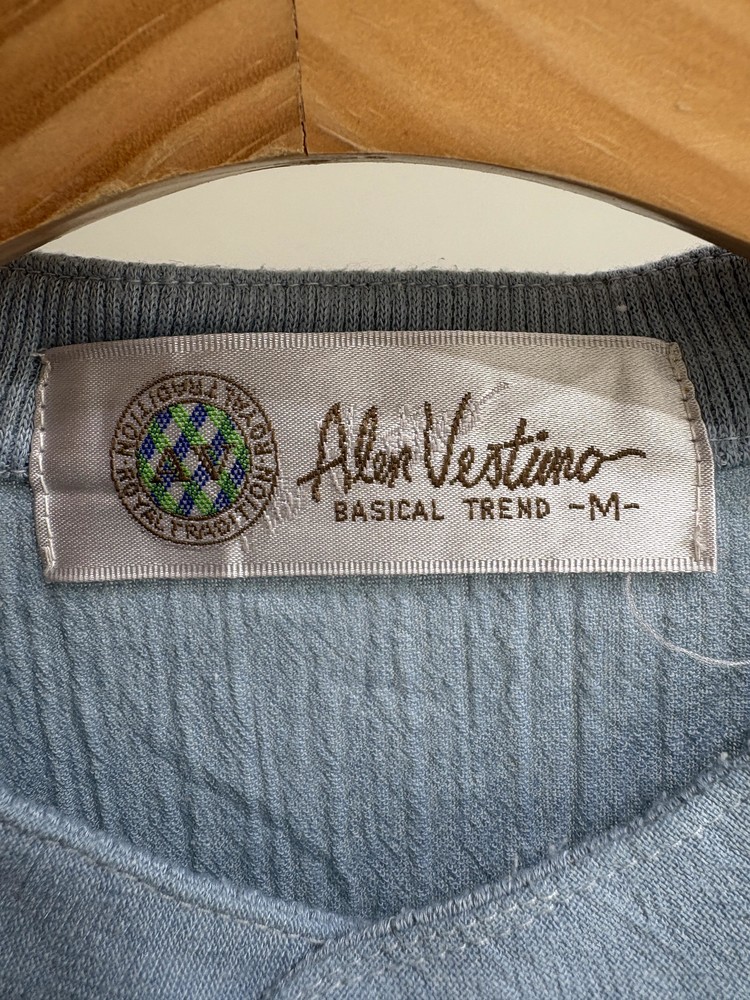 ROYAL TRADITION · ROYAL TRADITION ·
AV
Alen Vestimo
BASICAL TREND -M-